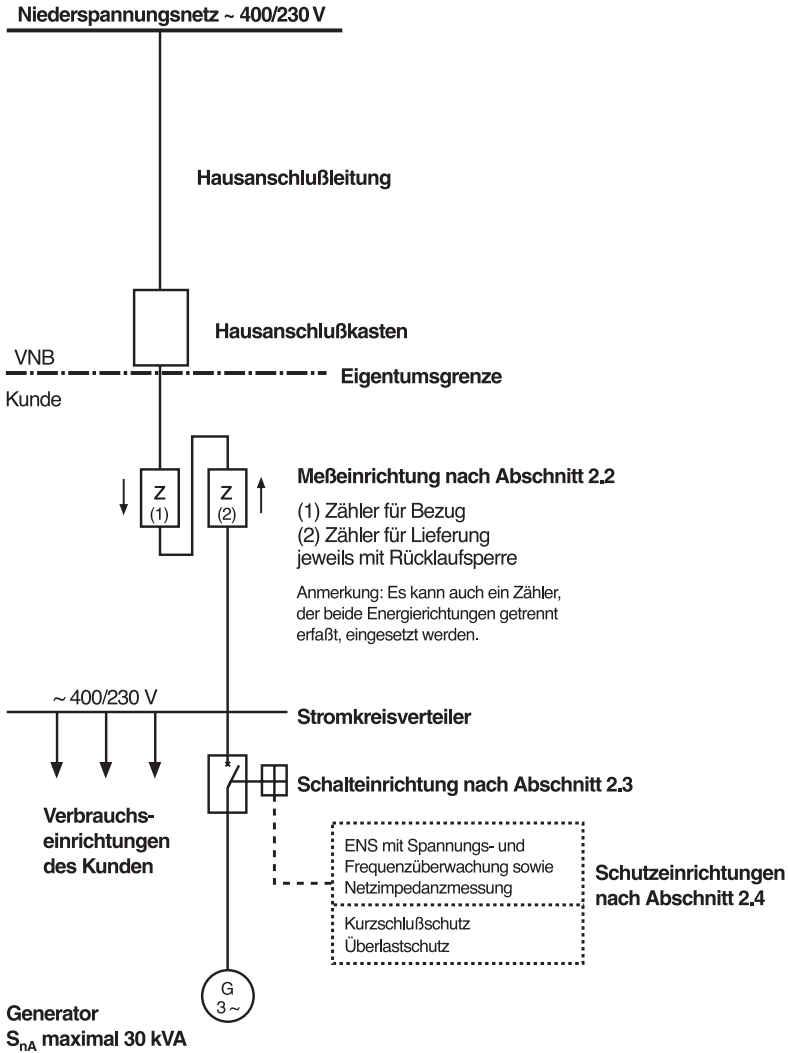 Niederspannungsnetz ~ 400/230 V
Hausanschlußleitung
Hausanschlußkasten
VNB
Eigentumsgrenze
Kunde
Z
(1)
Z
(2)
Meßeinrichtung nach Abschnitt 2.2
(1) Zähler für Bezug
(2) Zähler für Lieferung
jeweils mit Rücklaufsperre
Anmerkung: Es kann auch ein Zähler,
der beide Energierichtungen getrennt
erfaßt, eingesetzt werden.
~ 400/230 V
Stromkreisverteiler
Schalteinrichtung nach Abschnitt 2.3
Verbrauchs-
einrichtungen
des Kunden
ENS mit Spannungs- und
Frequenzüberwachung sowie
Netzimpedanzmessung
Kurzschlußschutz
Überlastschutz
Schutzeinrichtungen
nach Abschnitt 2.4
G
3 ~
Generator
SnA maximal 30 kVA